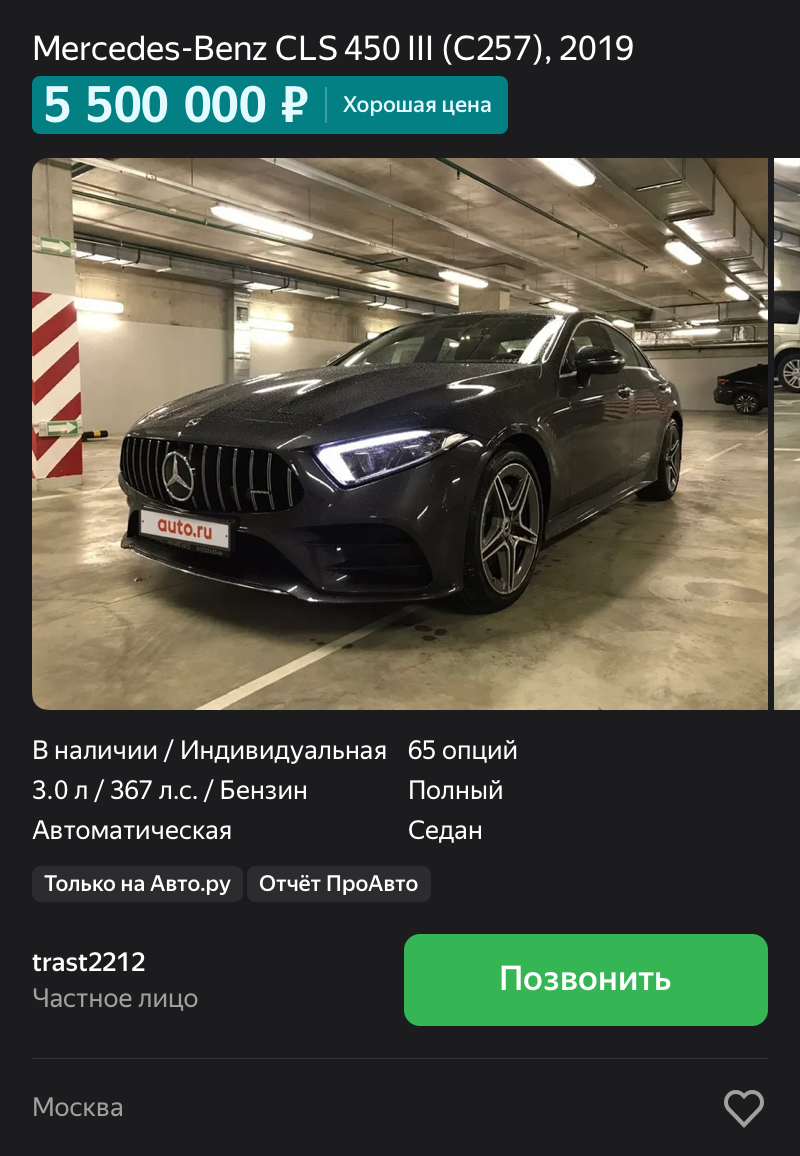 Mercedes-Benz CLS 450 III (C257), 2019
5 500 000 ₽ Хорошая цена
auto.ru
В наличии / Индивидуальная 65 опций
3.0 л / 367 л.с. / Бензин Полный
Автоматическая Седан
Только на Авто.ру Отчёт ПроАвто
trast2212
Частное лицо
Позвонить
Москва